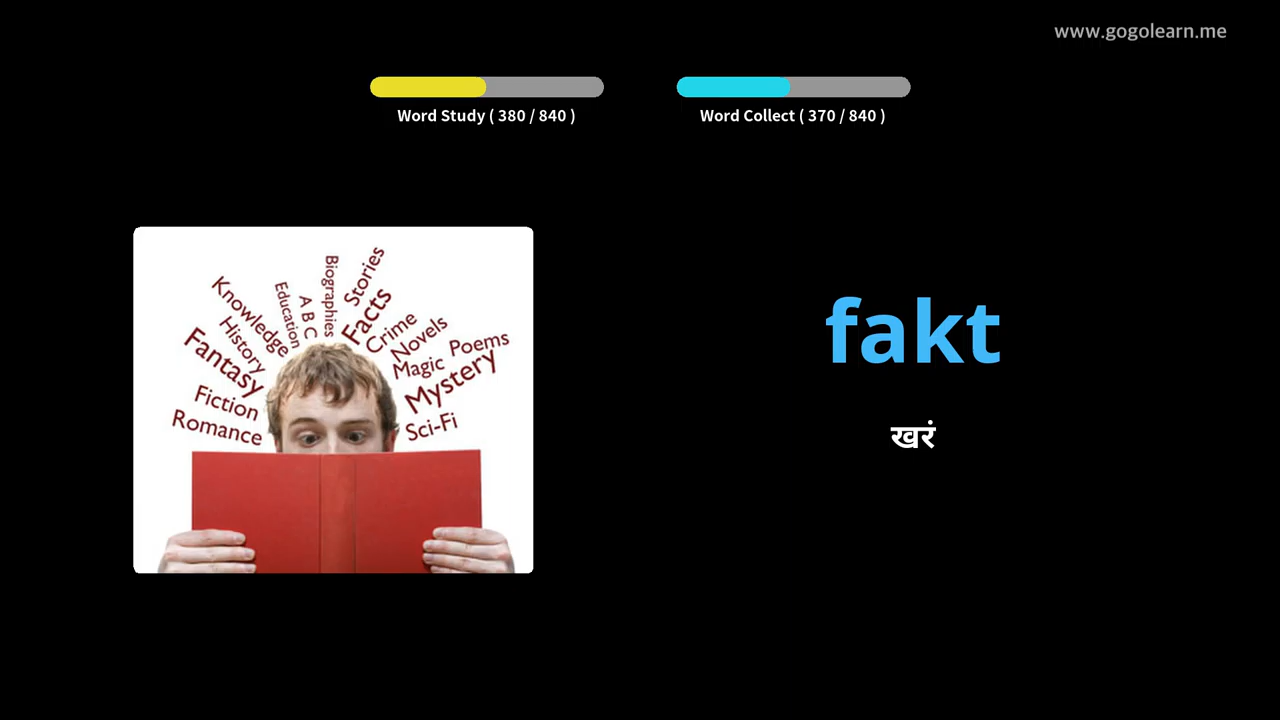 www.gogolearn.me
Word Study ( 380 / 840 )
Word Collect ( 370 / 840 )
Knowledge
Education
A B C
Biographies
Stories
Facts
Crime
Novels
Poems
History
Fantasy
Magic
Mystery
Fiction
Romance
Sci-Fi
fakt
खरं